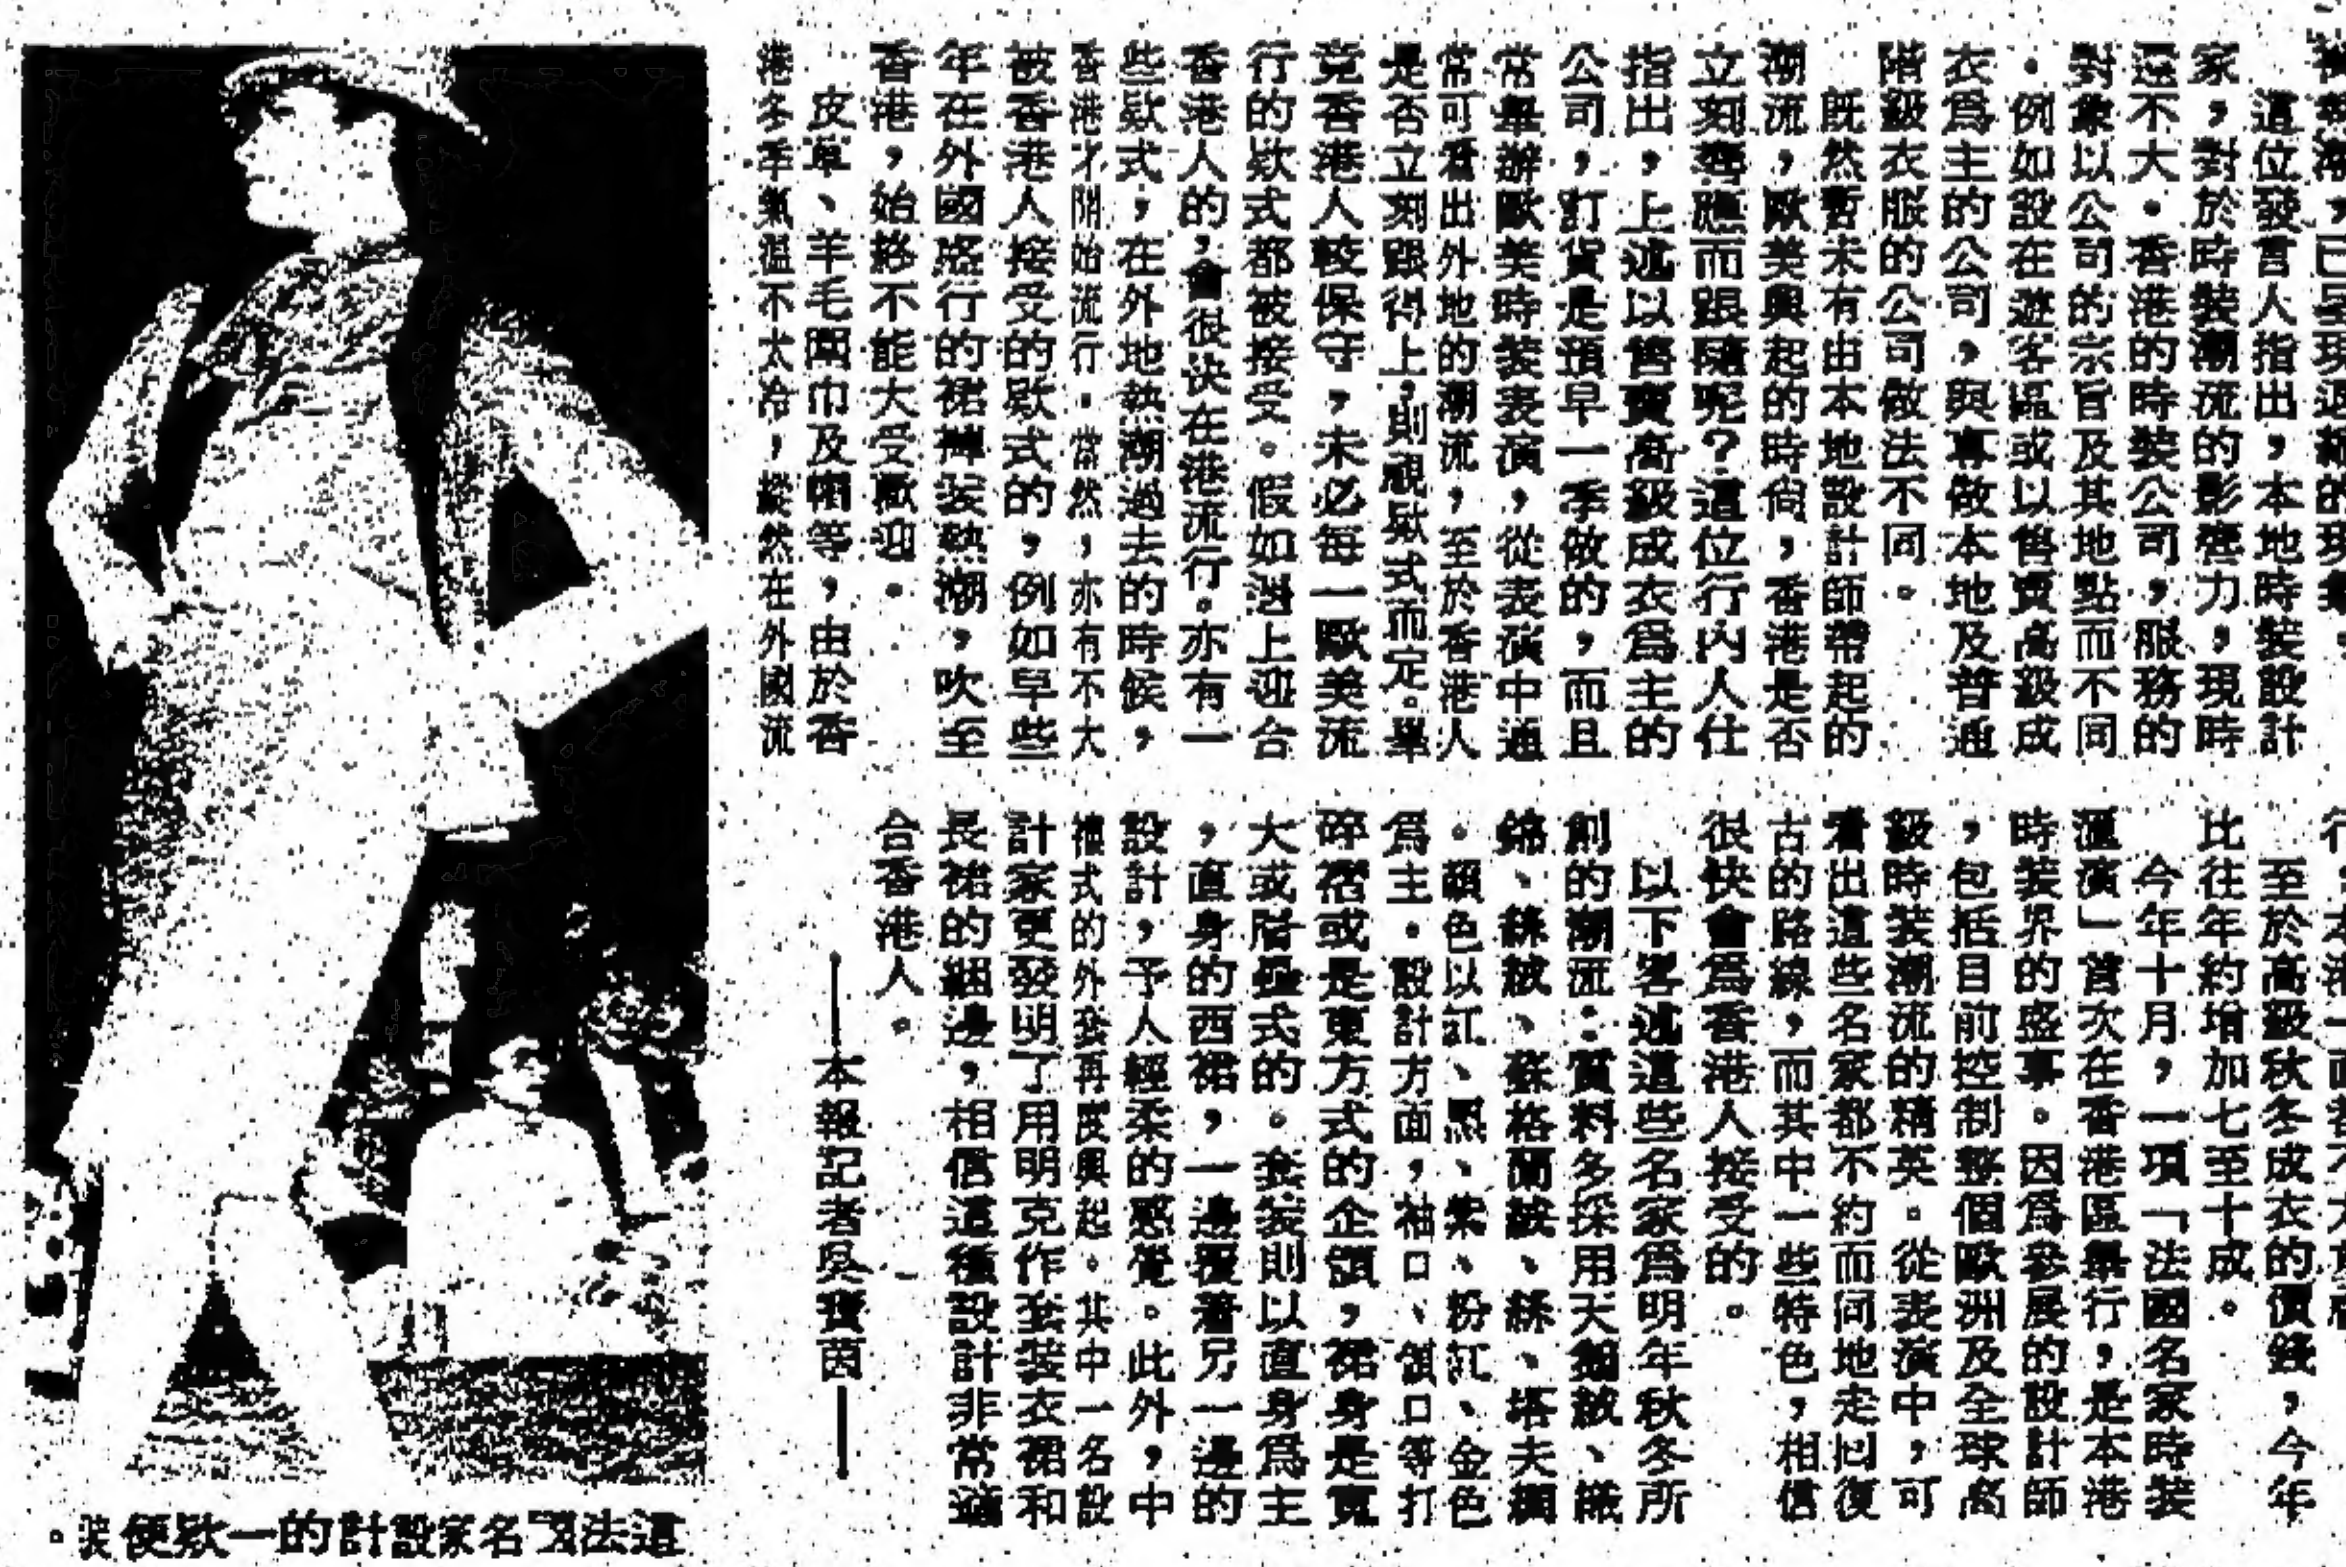 已呈現退縮的現象,
這位發言人指出,本地時裝設計
家,對於時裝潮流的影響力,現時
還不大.香港的時裝公司,服務的
對象以公司的宗旨及其地點而不同
.例如設在遊客區或以售賣高級成
衣爲主的公司,與專做本地及普通
階級衣服的公司做法不同。
既然暫未有由本地設計師帶起的
潮流,歐美興起的時尙,香港是否
立刻響應而跟隨呢?這位行內人仕
指出,上述以售賣高級成衣爲主的
公司,訂貨是預早一季做的,而且
常舉辦歐美時裝表演,從表演中通
常可看出外地的潮流,至於香港人
是否立刻跟得上,則視欵式而定。畢
竟香港人較保守,未必每一歐美流
行的欵式都被接受。假如遇上迎合
香港人的,會很快在港流行。亦有一
些欵式,在外地熱潮過去的時候,
香港才開始流行.當然,亦有不大
被香港人接受的欵式的,例如早些
年在外國盛行的裙褲裝熱潮,吹至
香港,始終不能大受歡迎.
皮草、羊毛圍巾及帽等,由於香
港冬季氣溫不太冷,縱然在外國流
至於高級秋冬成衣的價錢,今年
比往年約增加七至十成。
今年十月,一項「法國名家時裝
滙演」首次在香港區舉行,是本港
時裝界的盛事。因爲參展的設計師
,包括目前控制整個歐洲及全球高
級時裝潮流的精英。從表演中,可
看出這些名家都不約而同地走回復
古的路線,而其中一些特色,相信
很快會爲香港人接受的。
以下畧述這些名家爲明年秋冬所
創的潮流:質料多採用天鵝絨、織
錦、絲絨、蘇格蘭絨、絲、塔夫綢
。顏色以紅、黑、紫、粉紅、金色
爲主.設計方面,袖口、領口等打
碎褶或是東方式的企領,裙身是寬
大或層疊式的。套裝則以直身爲主
,直身的西裙,一邊覆着另一邊的
設計,予人輕柔的感覺。此外,中
禮式的外套再度興起。其中一名設
計家更發明了用明克作套裝衣裙和
長裙的綑邊,相信這種設計非常適
合香港人。
——本報記者吳寶茵——
這法國名家設計的一欵便裝。